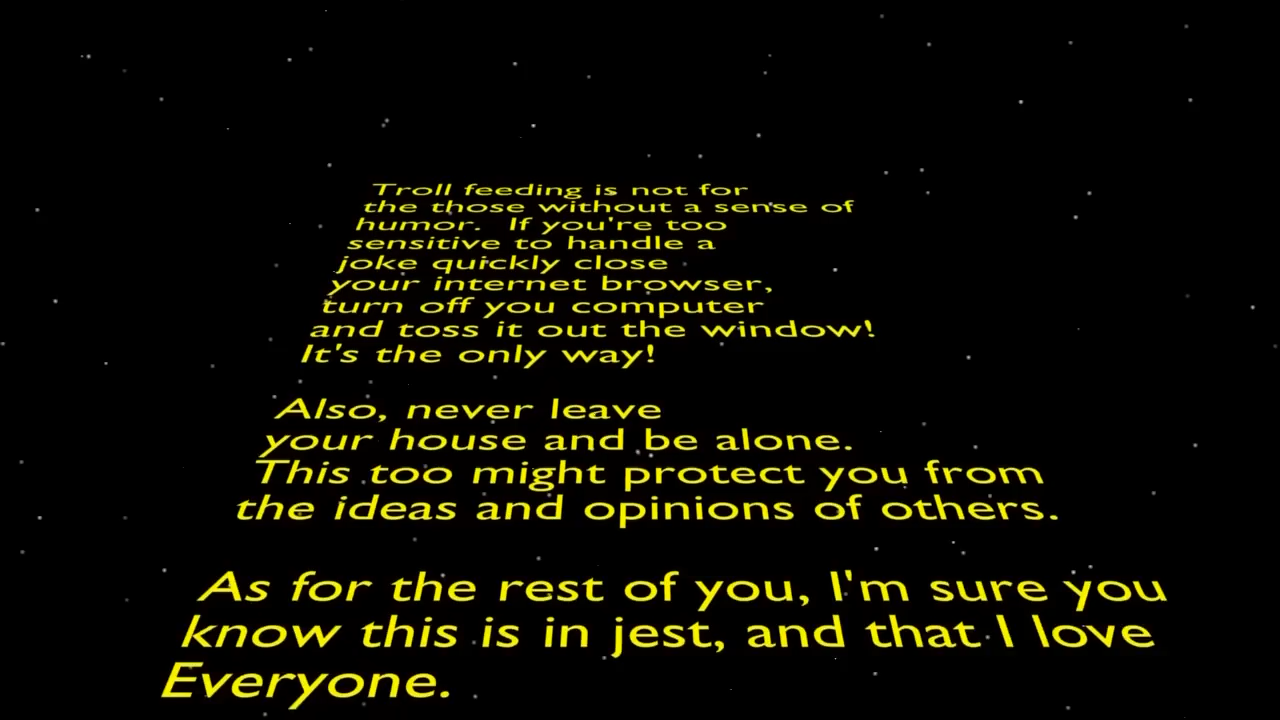 Troll feeding is not for
the those without a sense of
humor.  If you're too
sensitive to handle a
joke quickly close
your internet browser,
turn off you computer
and toss it out the window!
It's the only way!
Also, never leave
your house and be alone.
This too might protect you from
the ideas and opinions of others.
As for the rest of you, I'm sure you
know this is in jest, and that I love
Everyone.